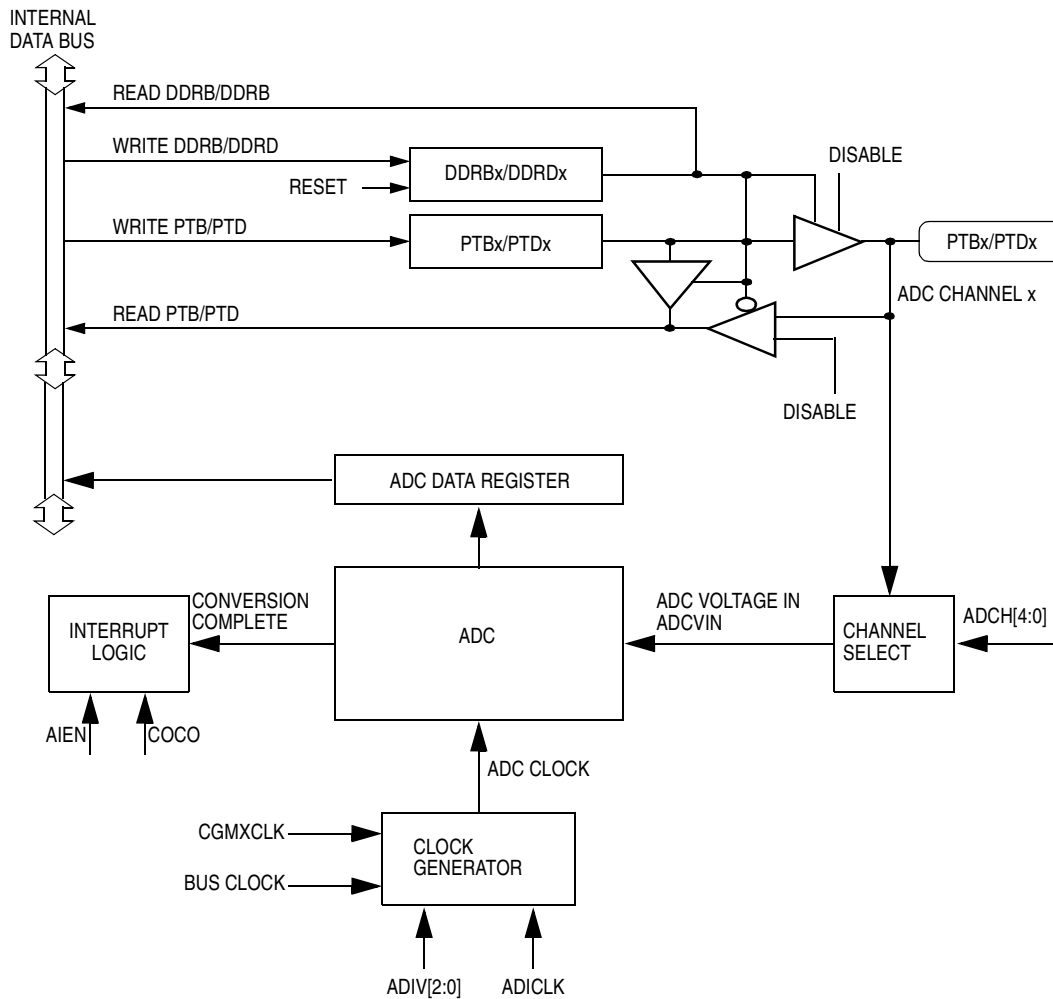 INTERNAL
DATA BUS
READ DDRB/DDRB
WRITE DDRB/DDRD
DISABLE
RESET
DDRBx/DDRDx
WRITE PTB/PTD
PTBx/PTDx
PTBx/PTDx
ADC CHANNEL x
READ PTB/PTD
DISABLE
ADC DATA REGISTER
INTERRUPT
LOGIC
CONVERSION
COMPLETE
ADC
ADC VOLTAGE IN
ADCVIN
CHANNEL
SELECT
ADCH[4:0]
AIEN
COCO
ADC CLOCK
CGMXCLK
BUS CLOCK
CLOCK
GENERATOR
ADIV[2:0]
ADICLK